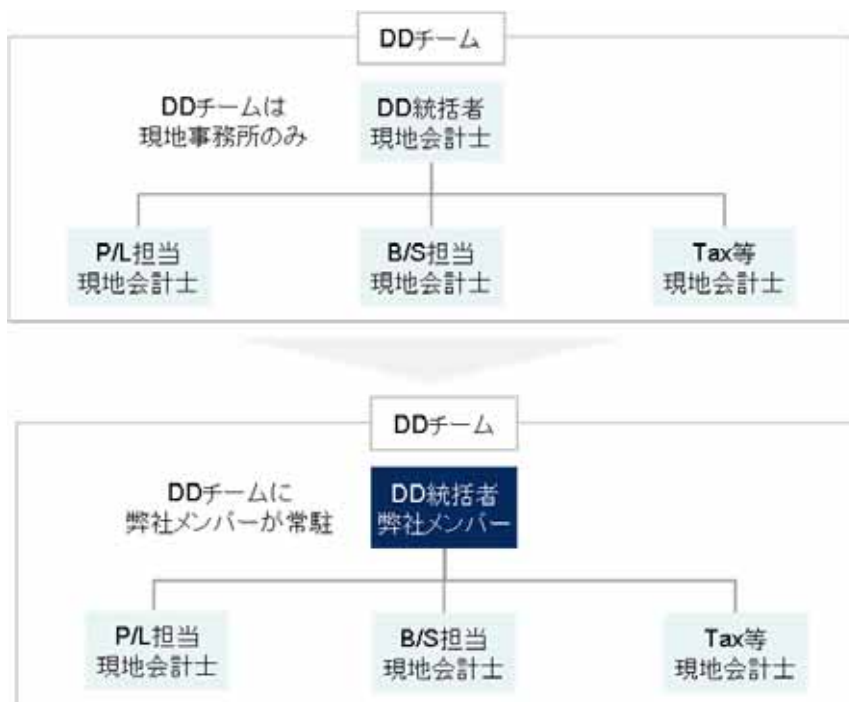 DDチーム
DDチームは
現地事務所のみ
DD統括者
現地会計士
P/L担当
現地会計士
B/S担当
現地会計士
Tax等
現地会計士
DDチーム
DDチームに
弊社メンバーが常駐
DD統括者
弊社メンバー
P/L担当
現地会計士
B/S担当
現地会計士
Tax等
現地会計士